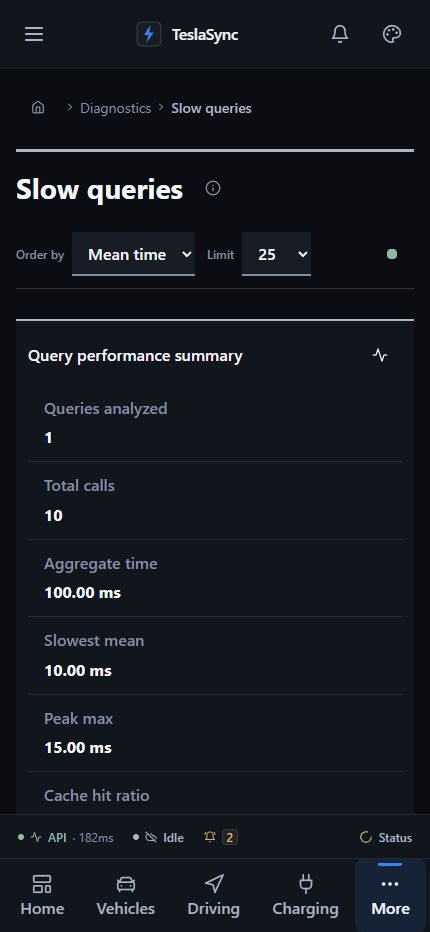 TeslaSync
Diagnostics Slow queries
Slow queries
Order by Mean time Limit 25
Query performance summary
Queries analyzed
1
Total calls
10
Aggregate time
100.00 ms
Slowest mean
10.00 ms
Peak max
15.00 ms
Cache hit ratio
API · 182ms Idle 2 Status
Home Vehicles Driving Charging More